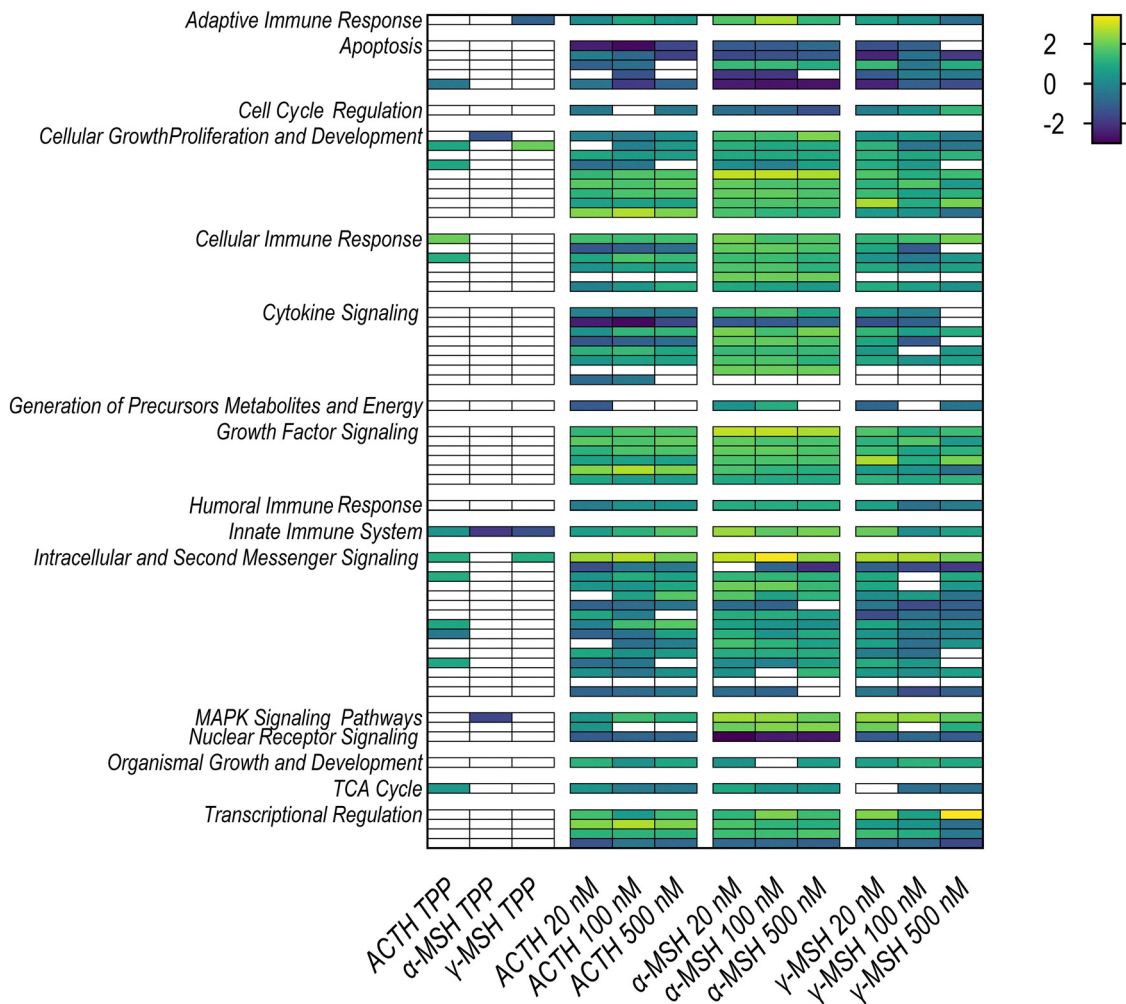 Adaptive Immune Response
Apoptosis
Cell Cycle Regulation
Cellular GrowthProliferation and Development
Cellular Immune Response
Cytokine Signaling
Generation of Precursors Metabolites and Energy
Growth Factor Signaling
Humoral Immune Response
Innate Immune System
Intracellular and Second Messenger Signaling
MAPK Signaling Pathways
Nuclear Receptor Signaling
Organismal Growth and Development
TCA Cycle
Transcriptional Regulation
2
0
-2
ACTH TPP
α-MSH TPP
γ-MSH TPP
ACTH 20 nM
ACTH 100 nM
ACTH 500 nM
α-MSH 20 nM
α-MSH 100 nM
α-MSH 500 nM
γ-MSH 20 nM
γ-MSH 100 nM
γ-MSH 500 nM